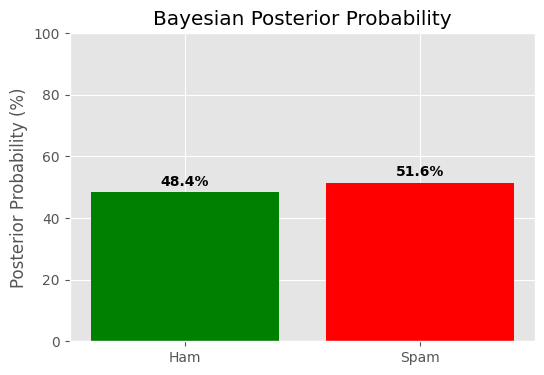 Bayesian Posterior Probability
Posterior Probability (%)
100
80
60
40
20
0
48.4%
51.6%
Ham
Spam